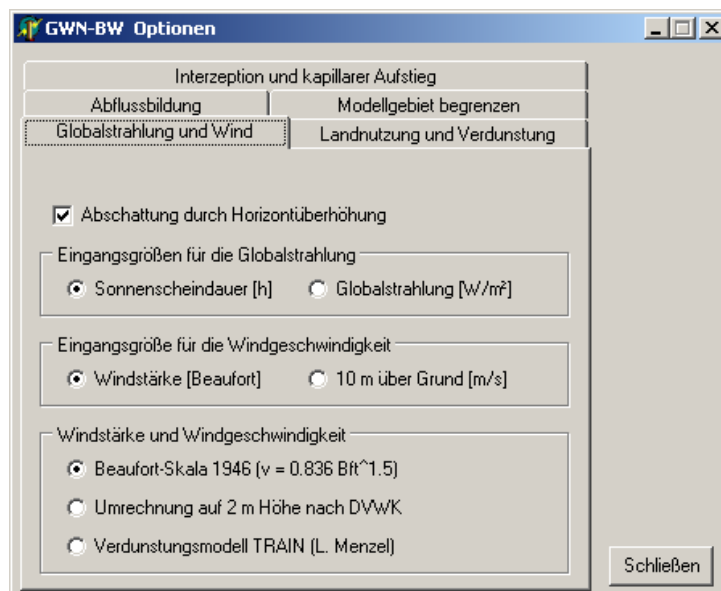 GWN-BW Optionen
Interzeption und kapillarer Aufstieg
Abflussbildung
Modellgebiet begrenzen
Globalstrahlung und Wind
Landnutzung und Verdunstung
Abschattung durch Horizontüberhöhung
Eingangsgrößen für die Globalstrahlung
Sonnenscheindauer [h]
Globalstrahlung [W/m²]
Eingangsgröße für die Windgeschwindigkeit
Windstärke [Beaufort]
10 m über Grund [m/s]
Windstärke und Windgeschwindigkeit
Beaufort-Skala 1946 (v = 0.836 Bft^1.5)
Umrechnung auf 2 m Höhe nach DVWK
Verdunstungsmodell TRAIN (L. Menzel)
Schließen